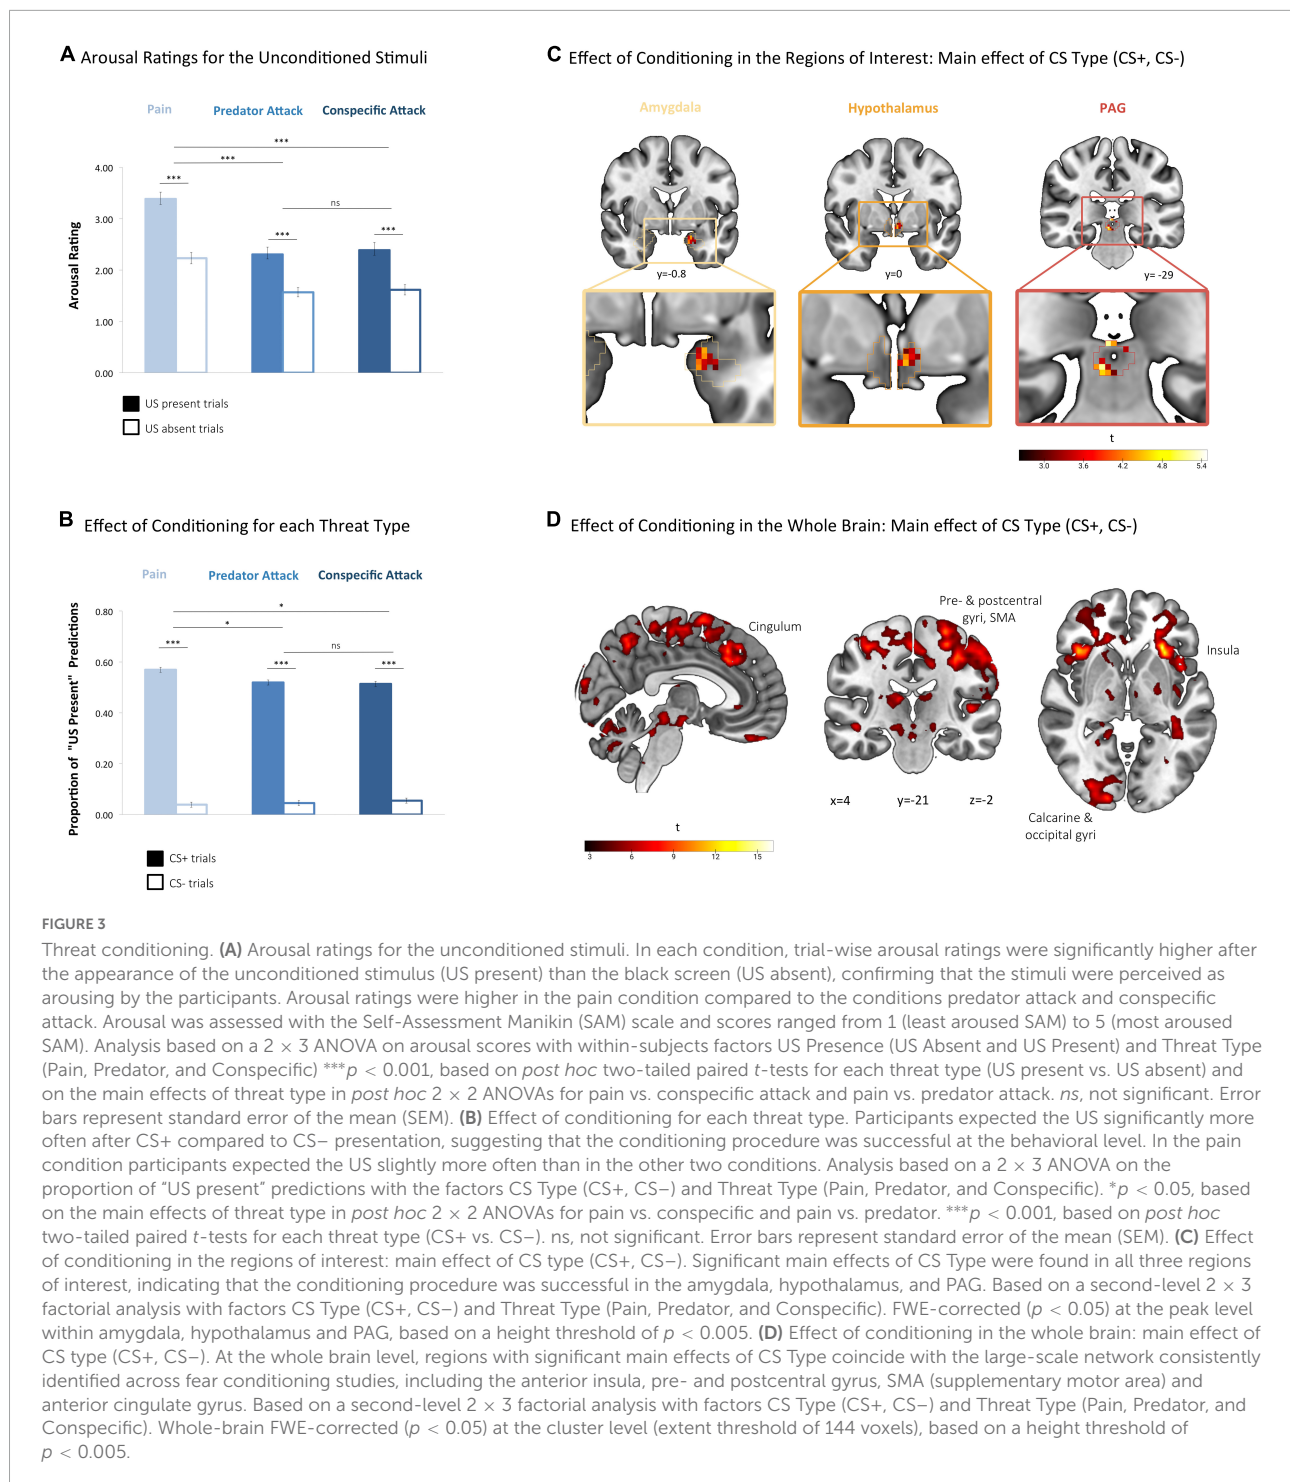 A Arousal Ratings for the Unconditioned Stimuli
Pain
Predator Attack
Conspecific Attack
***
***
***
ns
***
***
4.00
3.00
2.00
1.00
0.00
Arousal Rating
US present trials
US absent trials
B Effect of Conditioning for each Threat Type
Pain
Predator Attack
Conspecific Attack
*
*
***
ns
***
***
0.80
0.60
0.40
0.20
0.00
Proportion of "US Present" Predictions
CS+ trials
CS- trials
C Effect of Conditioning in the Regions of Interest: Main effect of CS Type (CS+, CS-)
Amygdala
Hypothalamus
PAG
y=-0.8
y=0
y= -29
t
3.0 3.6 4.2 4.8 5.4
D Effect of Conditioning in the Whole Brain: Main effect of CS Type (CS+, CS-)
Cingulum
Pre- & postcentral
gyri, SMA
Insula
x=4
y=-21
z=-2
Calcarine &
occipital gyri
t
3 6 9 12 15
FIGURE 3
Threat conditioning. (A) Arousal ratings for the unconditioned stimuli. In each condition, trial-wise arousal ratings were significantly higher after
the appearance of the unconditioned stimulus (US present) than the black screen (US absent), confirming that the stimuli were perceived as
arousing by the participants. Arousal ratings were higher in the pain condition compared to the conditions predator attack and conspecific
attack. Arousal was assessed with the Self-Assessment Manikin (SAM) scale and scores ranged from 1 (least aroused SAM) to 5 (most aroused
SAM). Analysis based on a 2 × 3 ANOVA on arousal scores with within-subjects factors US Presence (US Absent and US Present) and Threat Type
(Pain, Predator, and Conspecific) ***p < 0.001, based on post hoc two-tailed paired t-tests for each threat type (US present vs. US absent) and
on the main effects of threat type in post hoc 2 × 2 ANOVAs for pain vs. conspecific attack and pain vs. predator attack. ns, not significant. Error
bars represent standard error of the mean (SEM). (B) Effect of conditioning for each threat type. Participants expected the US significantly more
often after CS+ compared to CS− presentation, suggesting that the conditioning procedure was successful at the behavioral level. In the pain
condition participants expected the US slightly more often than in the other two conditions. Analysis based on a 2 × 3 ANOVA on the
proportion of "US present" predictions with the factors CS Type (CS+, CS−) and Threat Type (Pain, Predator, and Conspecific). *p < 0.05, based
on the main effects of threat type in post hoc 2 × 2 ANOVAs for pain vs. conspecific and pain vs. predator. ***p < 0.001, based on post hoc
two-tailed paired t-tests for each threat type (CS+ vs. CS−). ns, not significant. Error bars represent standard error of the mean (SEM). (C) Effect
of conditioning in the regions of interest: main effect of CS type (CS+, CS−). Significant main effects of CS Type were found in all three regions
of interest, indicating that the conditioning procedure was successful in the amygdala, hypothalamus, and PAG. Based on a second-level 2 × 3
factorial analysis with factors CS Type (CS+, CS−) and Threat Type (Pain, Predator, and Conspecific). FWE-corrected (p < 0.05) at the peak level
within amygdala, hypothalamus and PAG, based on a height threshold of p < 0.005. (D) Effect of conditioning in the whole brain: main effect of
CS type (CS+, CS−). At the whole brain level, regions with significant main effects of CS Type coincide with the large-scale network consistently
identified across fear conditioning studies, including the anterior insula, pre- and postcentral gyrus, SMA (supplementary motor area) and
anterior cingulate gyrus. Based on a second-level 2 × 3 factorial analysis with factors CS Type (CS+, CS−) and Threat Type (Pain, Predator, and
Conspecific). Whole-brain FWE-corrected (p < 0.05) at the cluster level (extent threshold of 144 voxels), based on a height threshold of
p < 0.005.